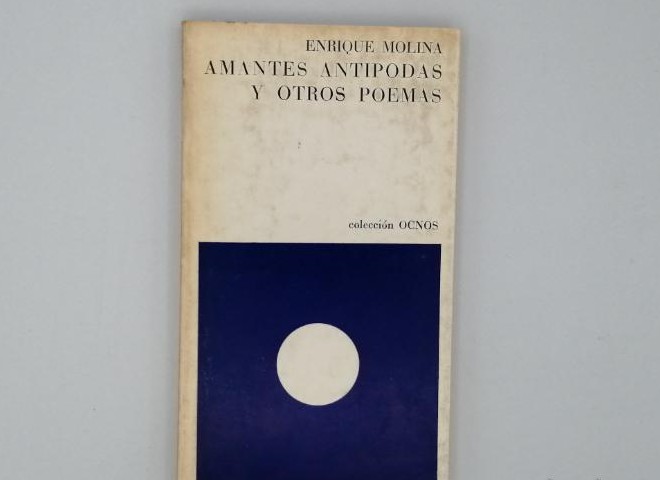 ENRIQUE MOLINA
AMANTES ANTIPODAS
Y OTROS POEMAS
colección OCNOS